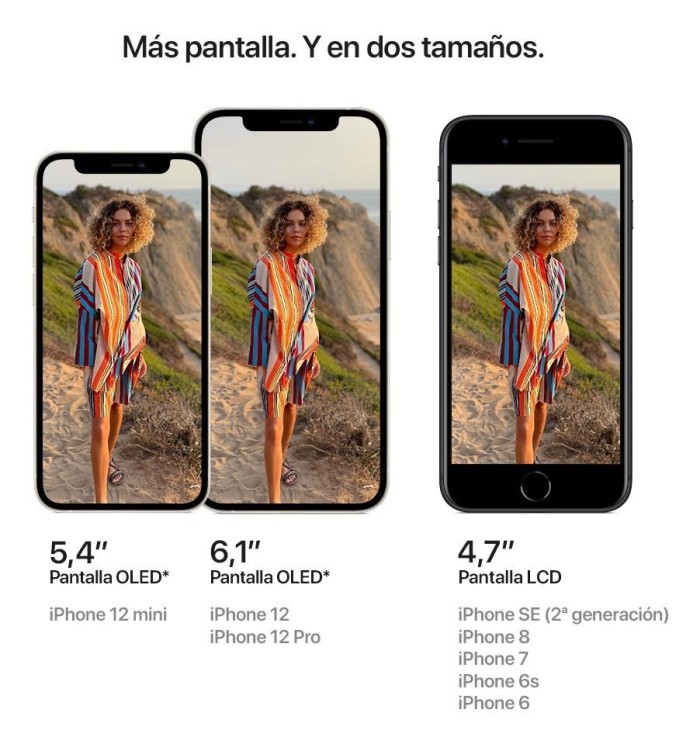 Más pantalla. Y en dos tamaños.
5,4″
Pantalla OLED*
iPhone 12 mini
6,1″
Pantalla OLED*
iPhone 12
iPhone 12 Pro
4,7″
Pantalla LCD
iPhone SE (2ª generación)
iPhone 8
iPhone 7
iPhone 6s
iPhone 6